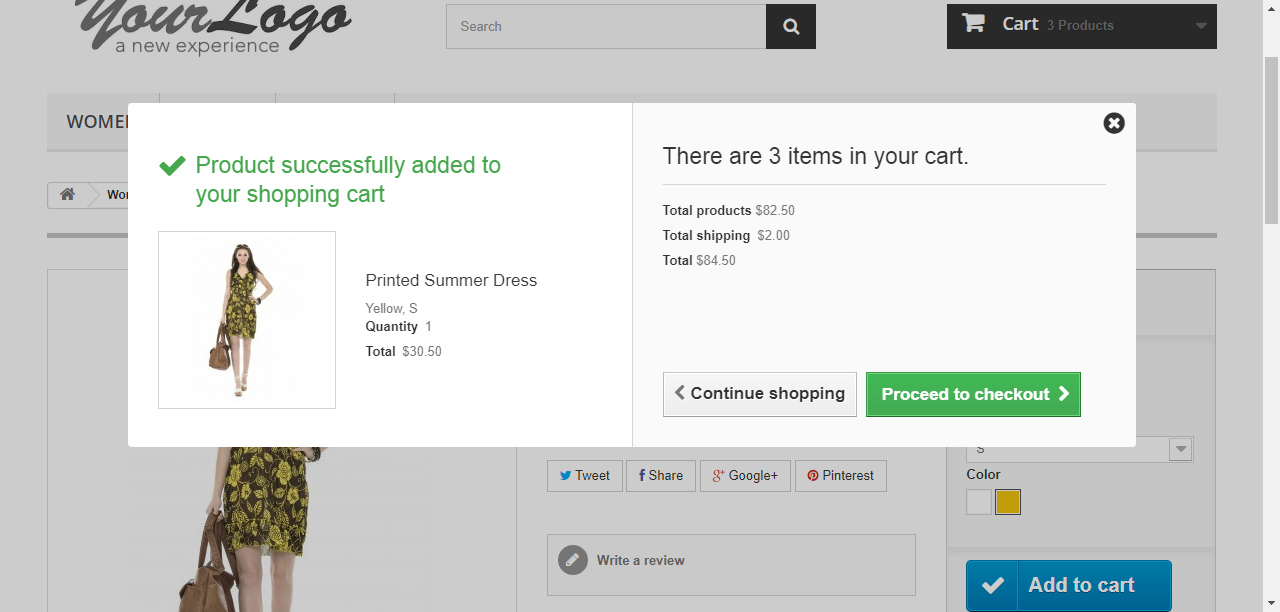 YourLogo
a new experience
Search
Cart 3 Products
WOMEN
Product successfully added to
your shopping cart
Printed Summer Dress
Yellow, S
Quantity 1
Total $30.50
There are 3 items in your cart.
Total products $82.50
Total shipping $2.00
Total $84.50
Continue shopping
Proceed to checkout
S
Tweet
Share
Google+
Pinterest
Color
Write a review
Add to cart